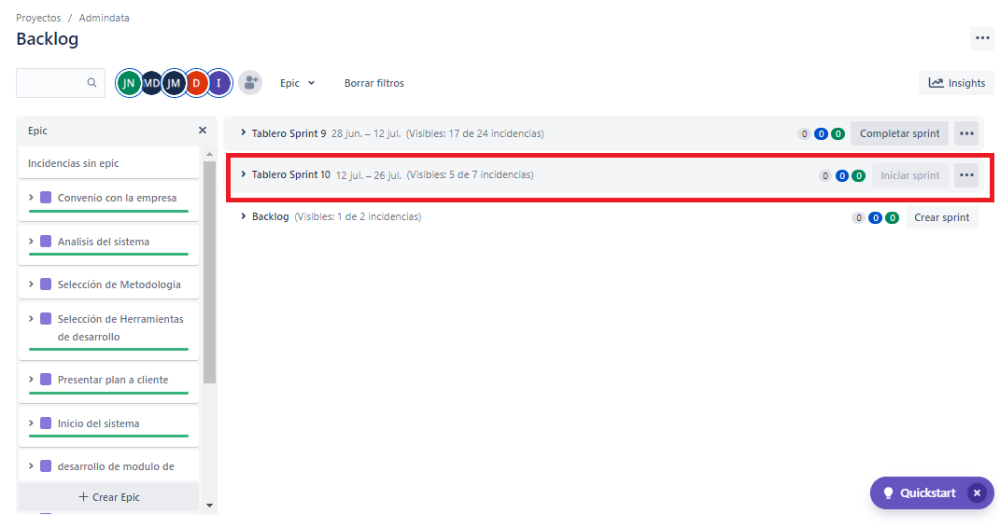 Proyectos / Admindata
Backlog
JN MD JM D I
Epic
Borrar filtros
Insights
Epic
Incidencias sin epic
Convenio con la empresa
Analisis del sistema
Selección de Metodologia
Selección de Herramientas
de desarrollo
Presentar plan a cliente
Inicio del sistema
desarrollo de modulo de
+ Crear Epic
Tablero Sprint 9 28 jun. – 12 jul. (Visibles: 17 de 24 incidencias) 0 0 0 Completar sprint
Tablero Sprint 10 12 jul. – 26 jul. (Visibles: 5 de 7 incidencias) 0 0 0 Iniciar sprint
Backlog (Visibles: 1 de 2 incidencias) 0 0 0 Crear sprint
Quickstart